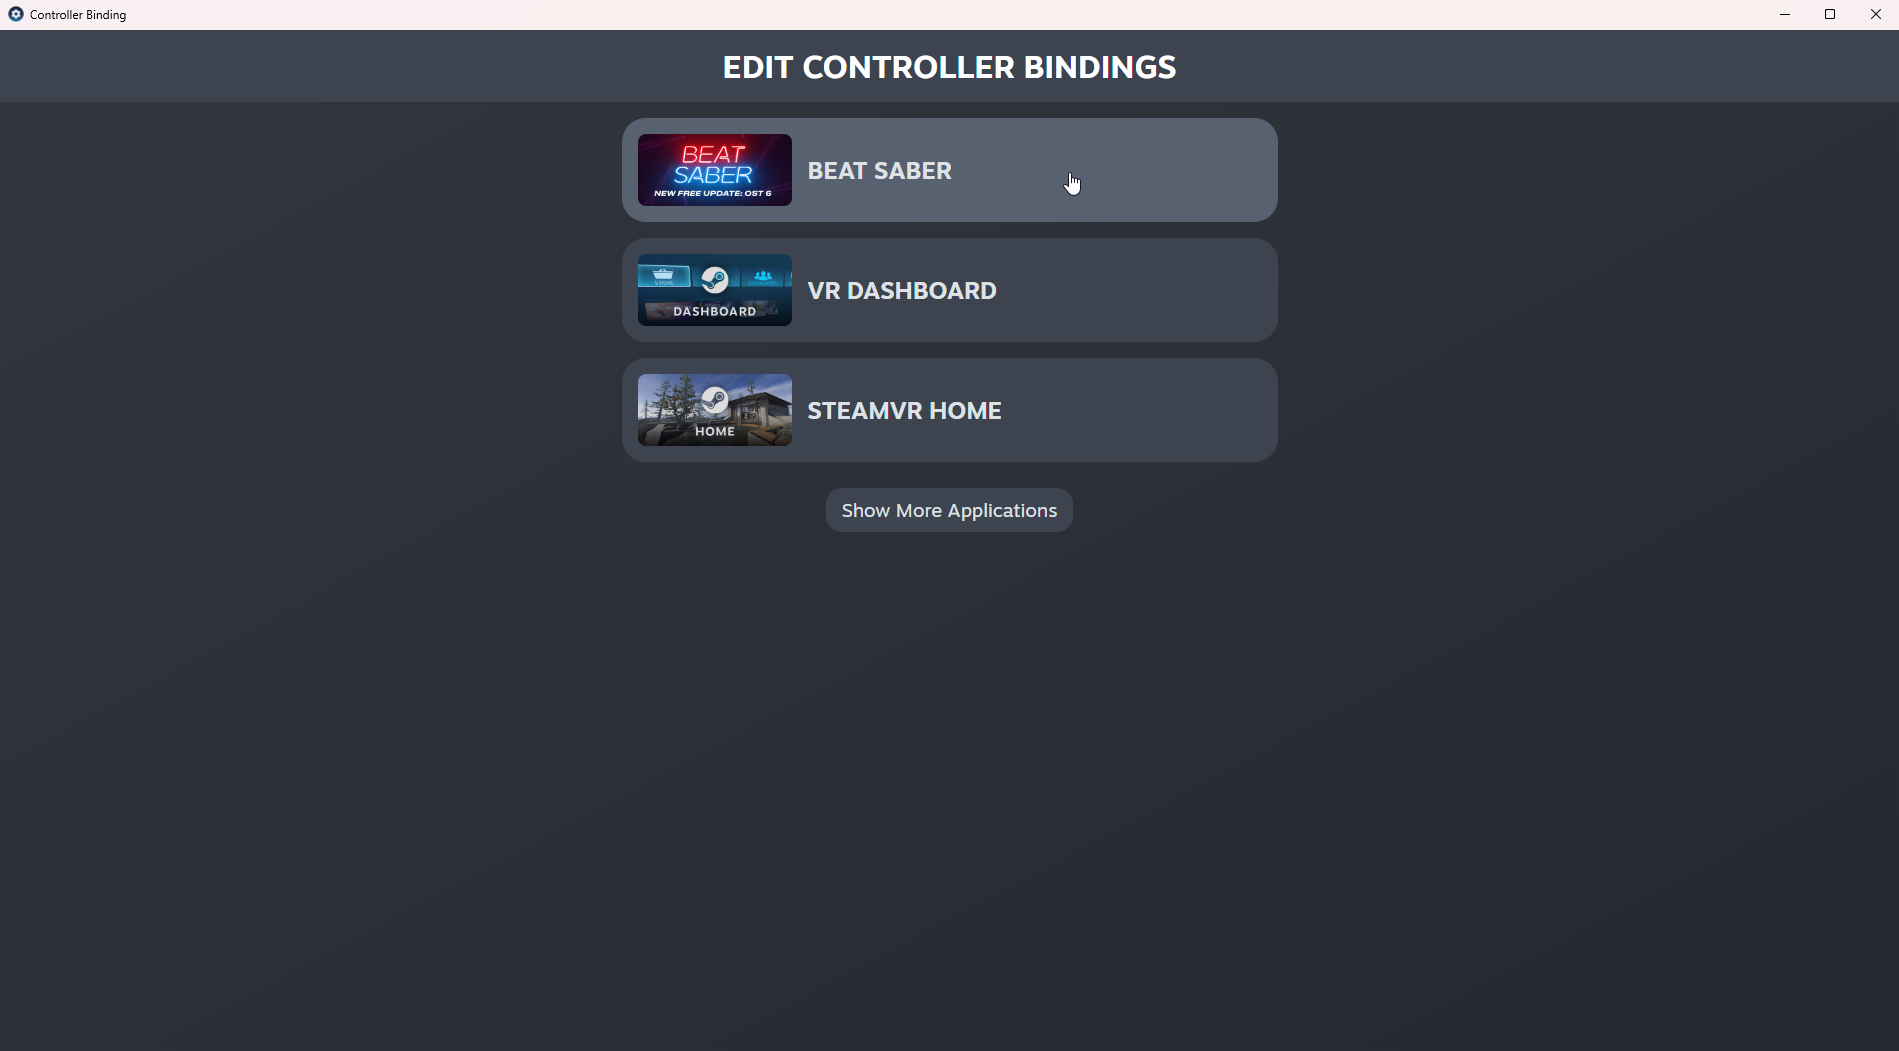 Controller Binding
EDIT CONTROLLER BINDINGS
BEAT
SABER
NEW FREE UPDATE: OST 6
BEAT SABER
STORE
DASHBOARD
VR DASHBOARD
HOME
STEAMVR HOME
Show More Applications